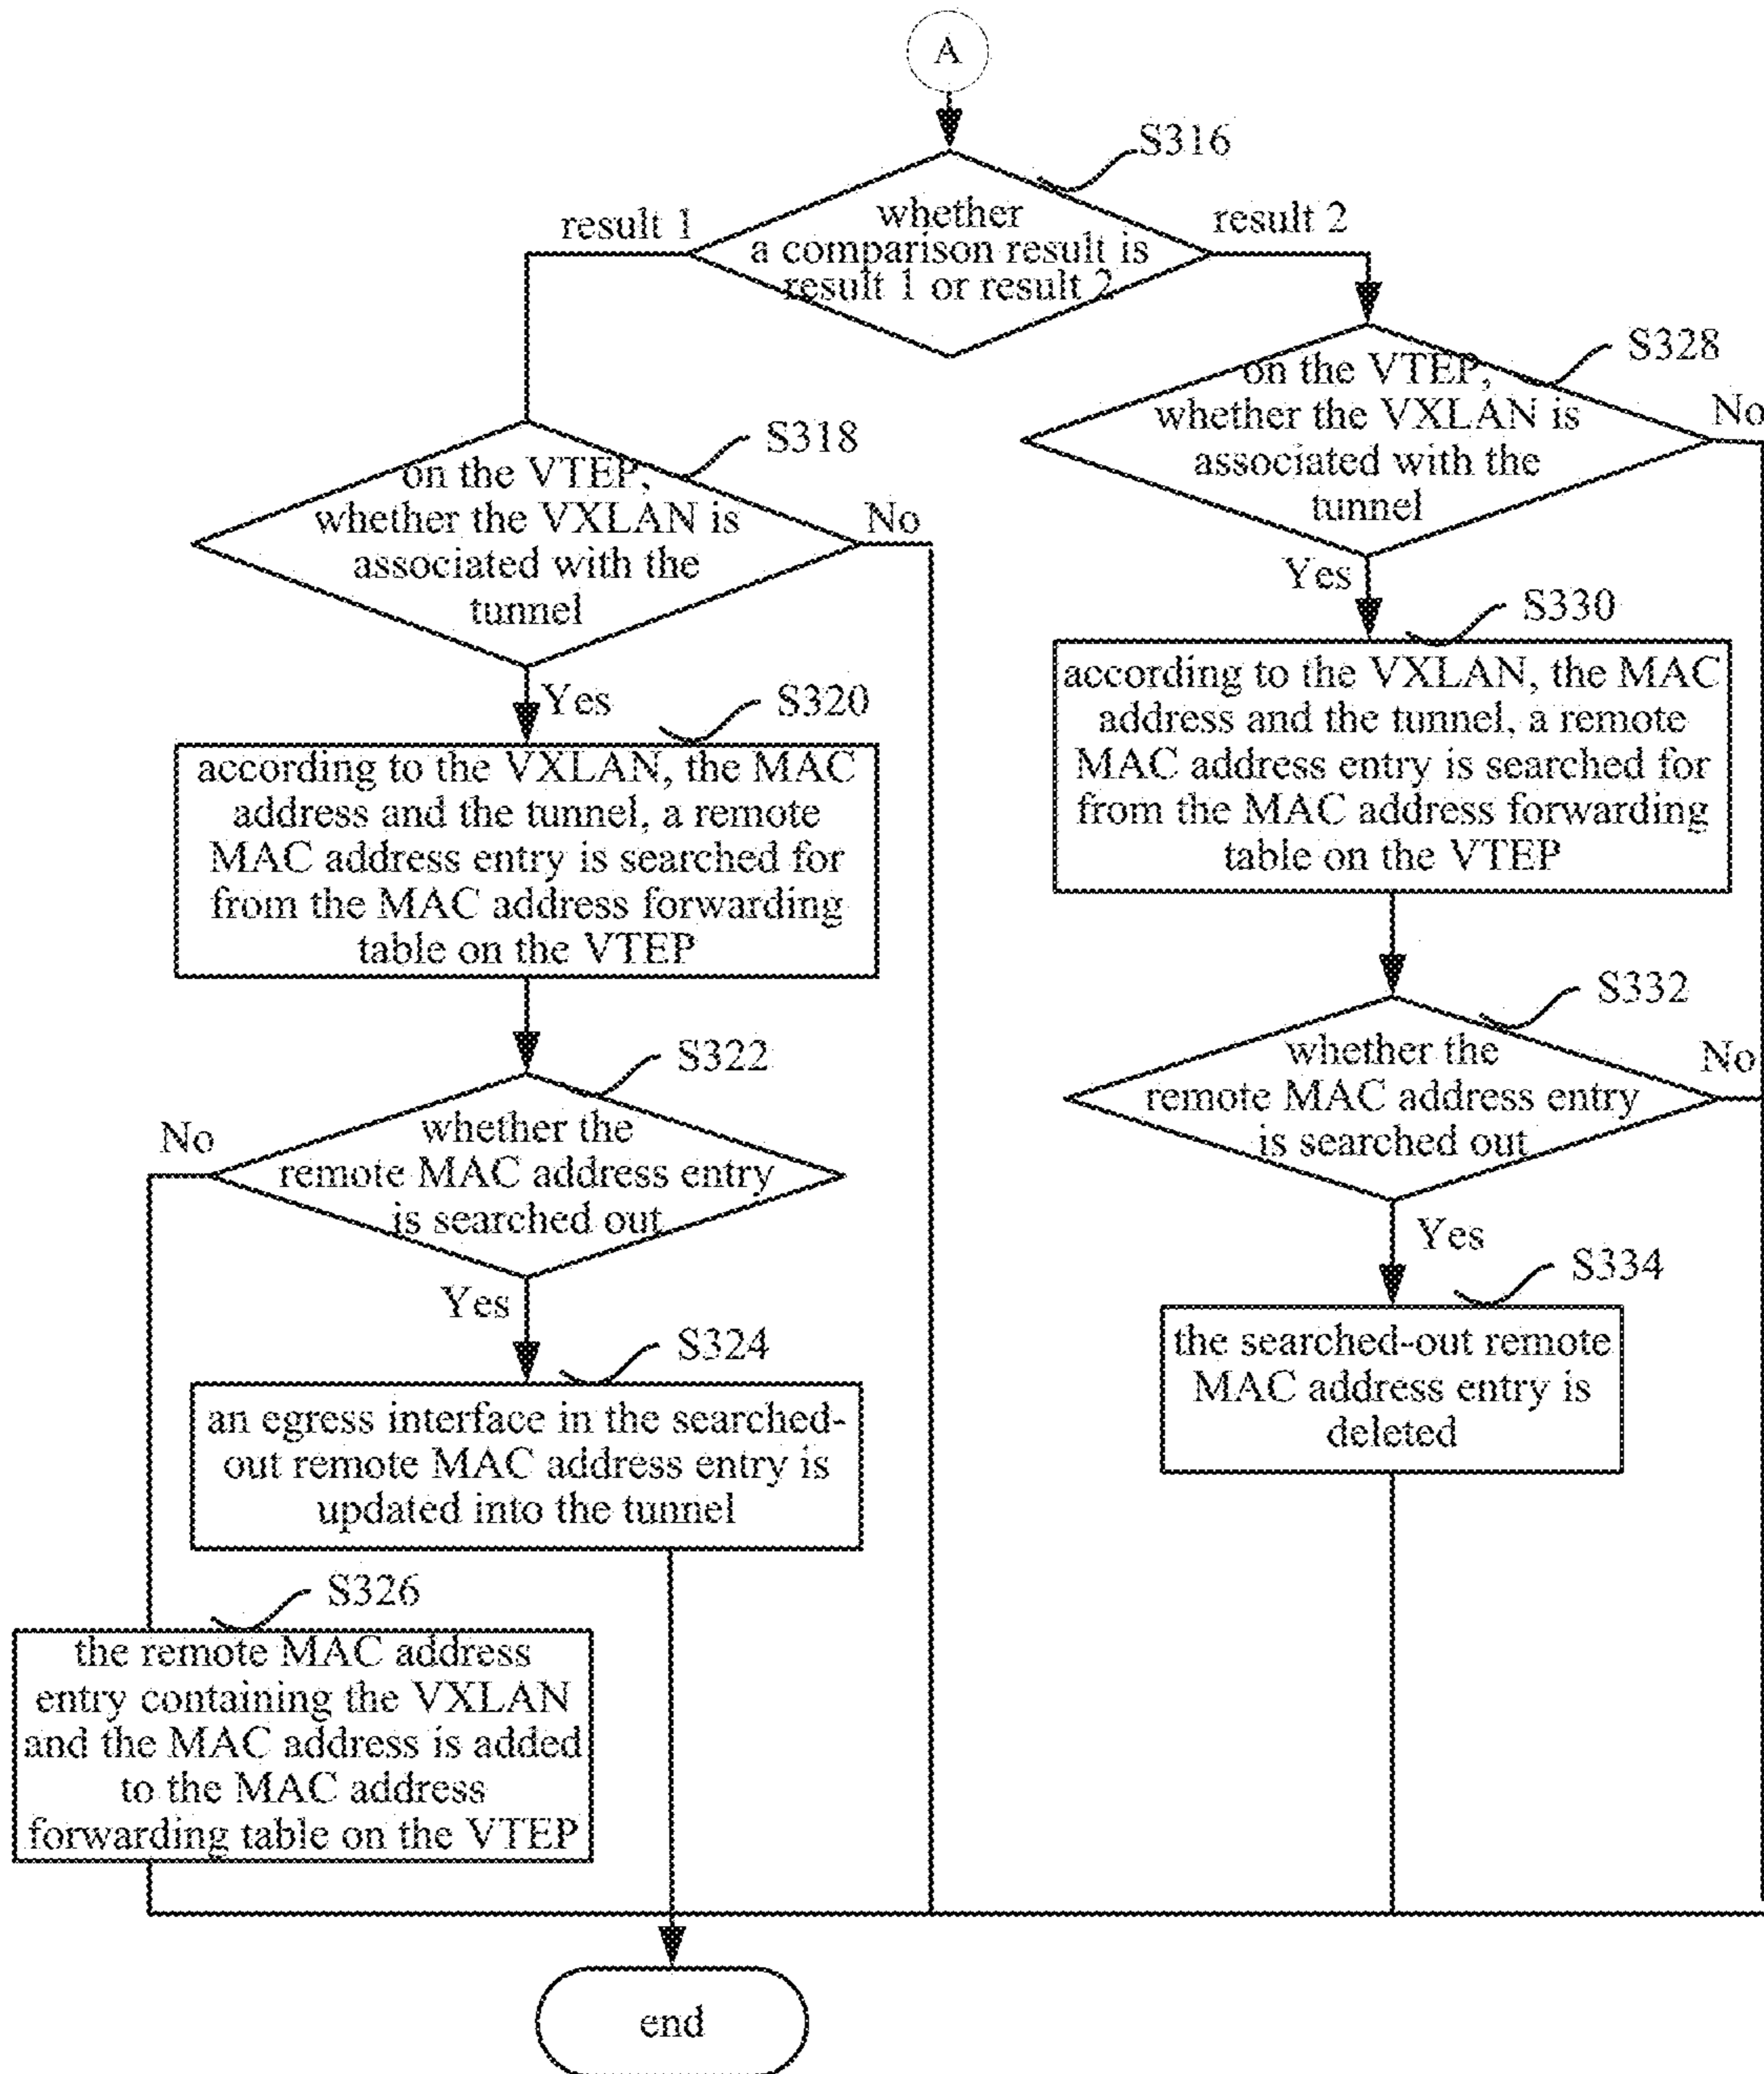 A
S316
whether
a comparison result is
result 1 or result 2
result 1
result 2
S318
on the VTEP,
whether the VXLAN is
associated with the
tunnel
No
Yes
S320
according to the VXLAN, the MAC
address and the tunnel, a remote
MAC address entry is searched for
from the MAC address forwarding
table on the VTEP
S322
whether the
remote MAC address entry
is searched out
No
Yes
S324
an egress interface in the searched-
out remote MAC address entry is
updated into the tunnel
S326
the remote MAC address
entry containing the VXLAN
and the MAC address is added
to the MAC address
forwarding table on the VTEP
S328
on the VTEP,
whether the VXLAN is
associated with the
tunnel
No
Yes
S330
according to the VXLAN, the MAC
address and the tunnel, a remote
MAC address entry is searched for
from the MAC address forwarding
table on the VTEP
S332
whether the
remote MAC address entry
is searched out
No
Yes
S334
the searched-out remote
MAC address entry is
deleted
end